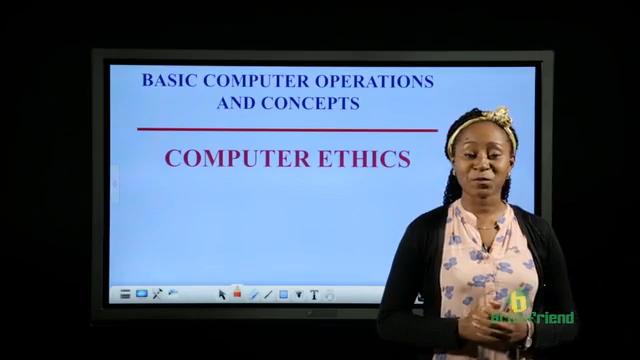 BASIC COMPUTER OPERATIONS
AND CONCEPTS
COMPUTER ETHICS